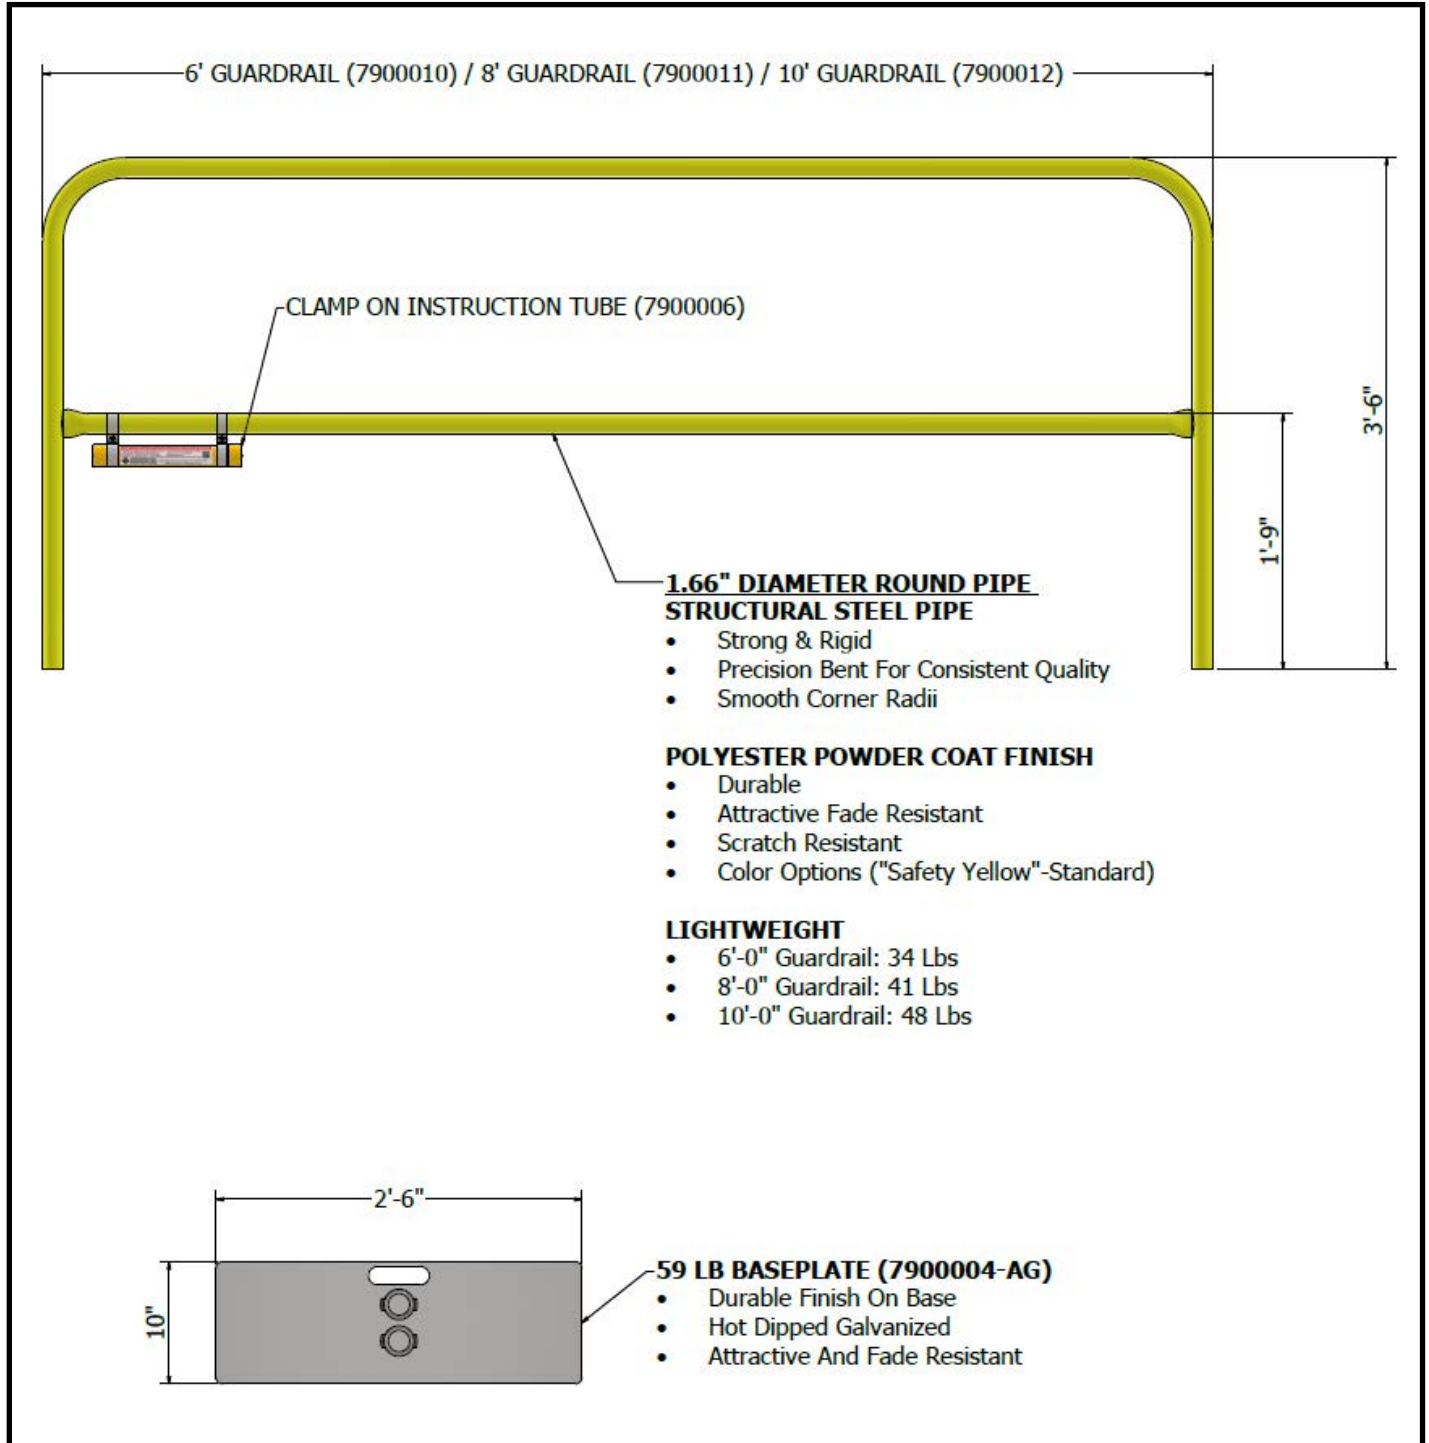 6' GUARDRAIL (7900010) / 8' GUARDRAIL (7900011) / 10' GUARDRAIL (7900012)
CLAMP ON INSTRUCTION TUBE (7900006)
3'-6"
1'-9"
1.66" DIAMETER ROUND PIPE
STRUCTURAL STEEL PIPE
• Strong & Rigid
• Precision Bent For Consistent Quality
• Smooth Corner Radii
POLYESTER POWDER COAT FINISH
• Durable
• Attractive Fade Resistant
• Scratch Resistant
• Color Options ("Safety Yellow"-Standard)
LIGHTWEIGHT
• 6'-0" Guardrail: 34 Lbs
• 8'-0" Guardrail: 41 Lbs
• 10'-0" Guardrail: 48 Lbs
2'-6"
10"
59 LB BASEPLATE (7900004-AG)
• Durable Finish On Base
• Hot Dipped Galvanized
• Attractive And Fade Resistant